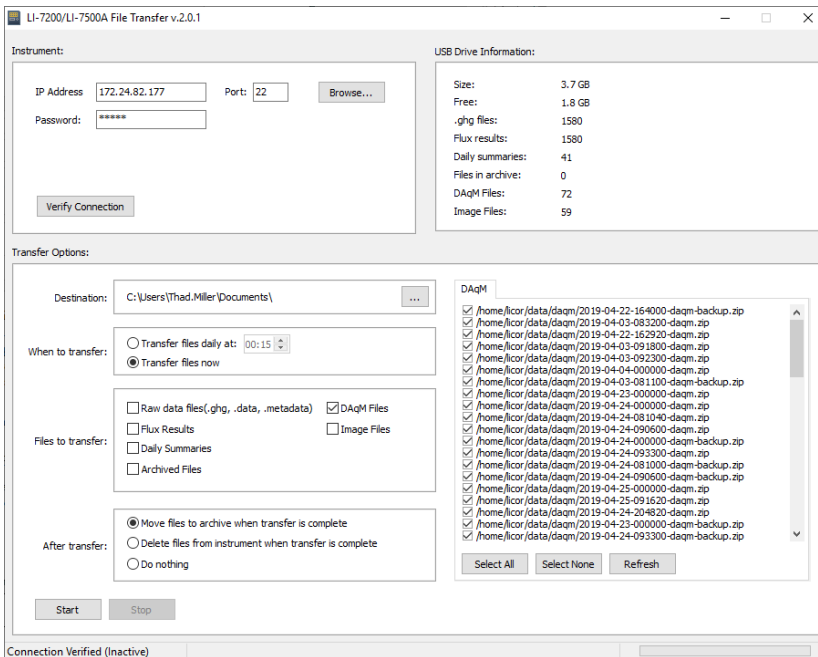 LI-7200/LI-7500A File Transfer v.2.0.1
Instrument:
IP Address 172.24.82.177 Port: 22 Browse...
Password: *****
Verify Connection
USB Drive Information:
Size: 3.7 GB
Free: 1.8 GB
.ghg files: 1580
Flux results: 1580
Daily summaries: 41
Files in archive: 0
DAqM Files: 72
Image Files: 59
Transfer Options:
Destination: C:\Users\Thad.Miller\Documents\ ...
When to transfer:
Transfer files daily at: 00:15
Transfer files now
Files to transfer:
Raw data files(.ghg, .data, .metadata) DAqM Files
Flux Results Image Files
Daily Summaries
Archived Files
After transfer:
Move files to archive when transfer is complete
Delete files from instrument when transfer is complete
Do nothing
DAqM
/home/licor/data/daqm/2019-04-22-164000-daqm-backup.zip
/home/licor/data/daqm/2019-04-03-083200-daqm.zip
/home/licor/data/daqm/2019-04-22-162920-daqm.zip
/home/licor/data/daqm/2019-04-03-091800-daqm.zip
/home/licor/data/daqm/2019-04-03-092300-daqm.zip
/home/licor/data/daqm/2019-04-04-000000-daqm.zip
/home/licor/data/daqm/2019-04-03-081100-daqm-backup.zip
/home/licor/data/daqm/2019-04-23-000000-daqm.zip
/home/licor/data/daqm/2019-04-24-000000-daqm.zip
/home/licor/data/daqm/2019-04-24-081040-daqm.zip
/home/licor/data/daqm/2019-04-24-090600-daqm.zip
/home/licor/data/daqm/2019-04-24-000000-daqm-backup.zip
/home/licor/data/daqm/2019-04-24-093300-daqm.zip
/home/licor/data/daqm/2019-04-24-081000-daqm-backup.zip
/home/licor/data/daqm/2019-04-24-090600-daqm-backup.zip
/home/licor/data/daqm/2019-04-25-000000-daqm.zip
/home/licor/data/daqm/2019-04-25-091620-daqm.zip
/home/licor/data/daqm/2019-04-24-204820-daqm.zip
/home/licor/data/daqm/2019-04-23-000000-daqm-backup.zip
/home/licor/data/daqm/2019-04-24-093300-daqm-backup.zip
Select All Select None Refresh
Start Stop
Connection Verified (Inactive)